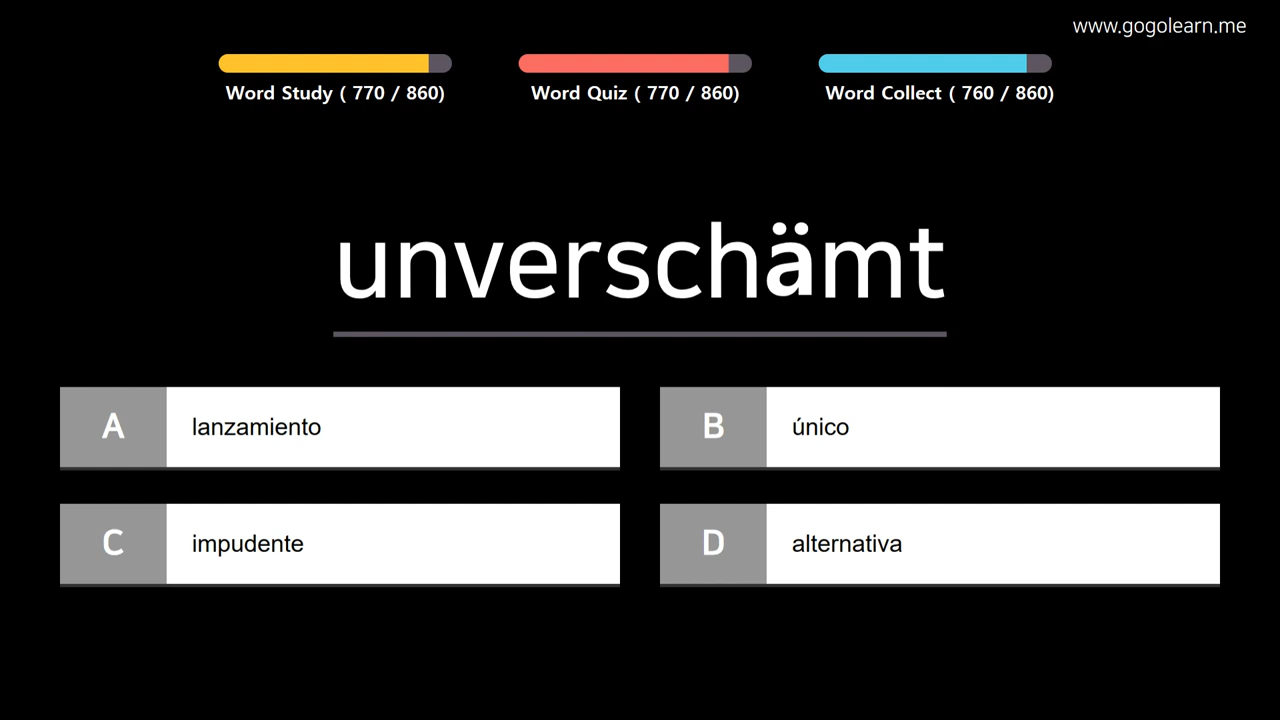 www.gogolearn.me
Word Study ( 770 / 860)
Word Quiz ( 770 / 860)
Word Collect ( 760 / 860)
unverschämt
A lanzamiento
B único
C impudente
D alternativa